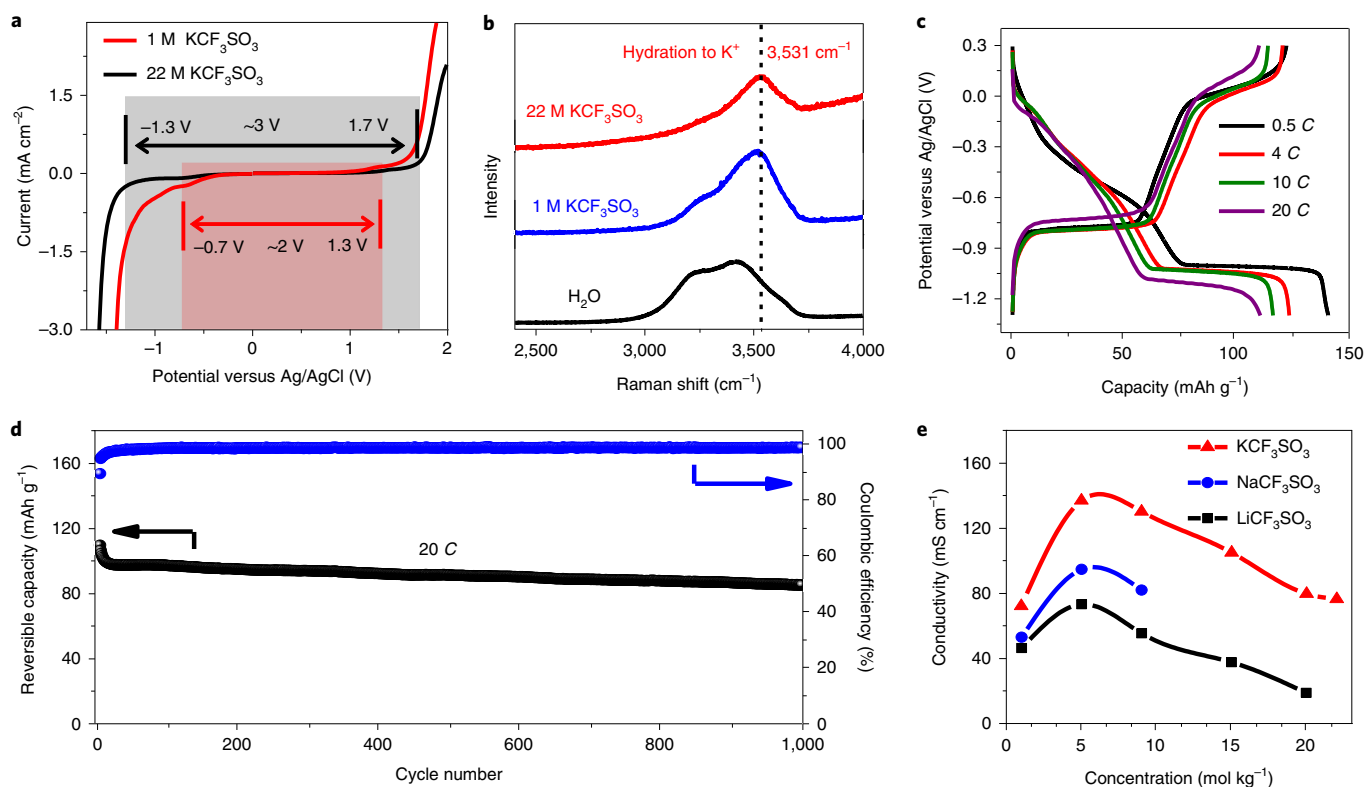 a
1 M KCF₃SO₃
22 M KCF₃SO₃
−1.3 V
~3 V
1.7 V
−0.7 V
~2 V
1.3 V
1.5
0.0
−1.5
−3.0
Current (mA cm⁻²)
−1
0
1
2
Potential versus Ag/AgCl (V)
b
Hydration to K⁺
3,531 cm⁻¹
22 M KCF₃SO₃
1 M KCF₃SO₃
H₂O
Intensity
2,500
3,000
3,500
4,000
Raman shift (cm⁻¹)
c
0.3
0.0
−0.3
−0.6
−0.9
−1.2
Potential versus Ag/AgCl (V)
0.5 C
4 C
10 C
20 C
0
50
100
150
Capacity (mAh g⁻¹)
d
160
120
80
40
0
Reversible capacity (mAh g⁻¹)
20 C
100
80
60
40
20
0
Coulombic efficiency (%)
0
200
400
600
800
1,000
Cycle number
e
KCF₃SO₃
NaCF₃SO₃
LiCF₃SO₃
160
120
80
40
0
Conductivity (mS cm⁻¹)
0
5
10
15
20
Concentration (mol kg⁻¹)